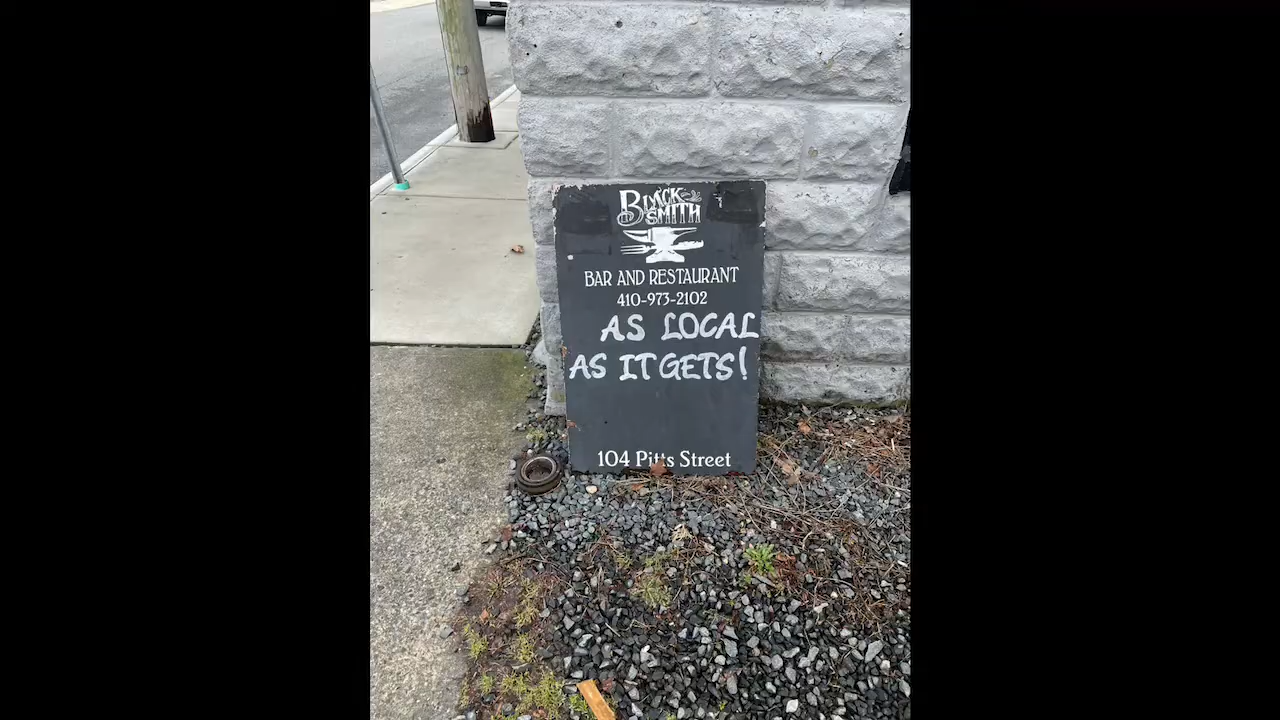 BLACK
SMITH
BAR AND RESTAURANT
410-973-2102
AS LOCAL
AS IT GETS!
104 Pitts Street